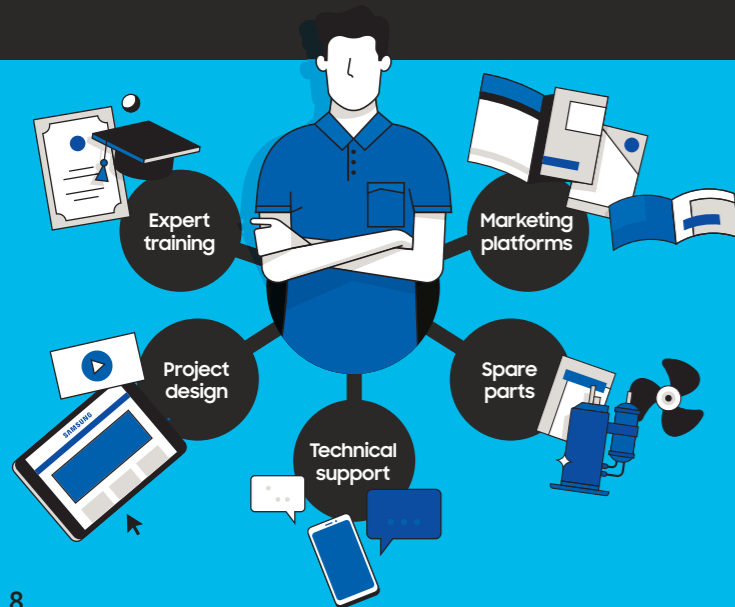 Expert
training
Marketing
platforms
Project
design
Spare
parts
SAMSUNG
Technical
support
8